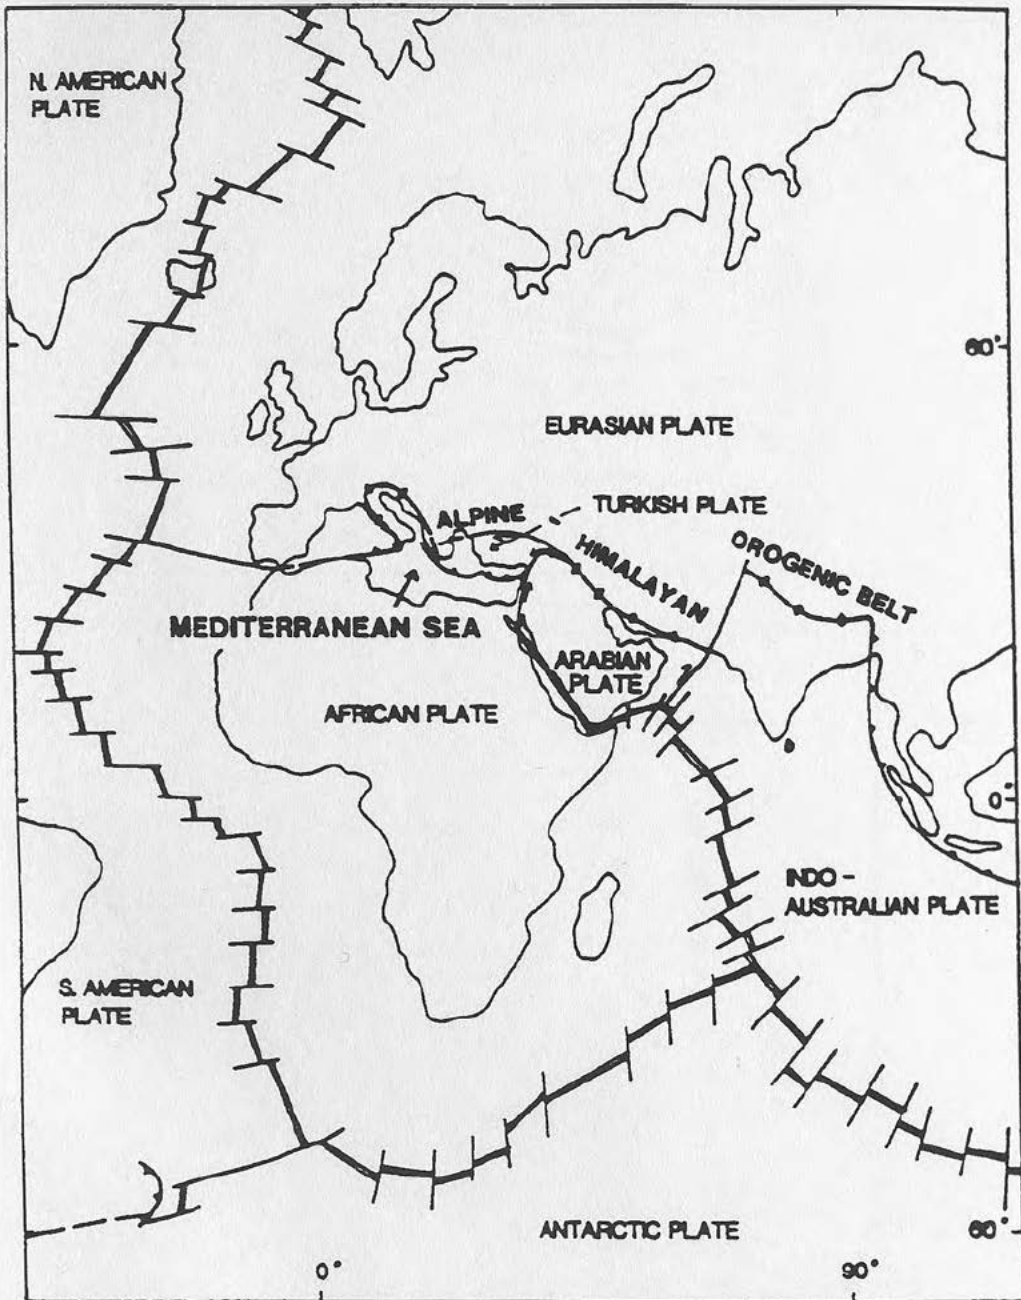 N. AMERICAN
PLATE
60°
EURASIAN PLATE
TURKISH PLATE
ALPINE
HIMALAYAN
OROGENIC BELT
MEDITERRANEAN SEA
ARABIAN
PLATE
AFRICAN PLATE
0°
INDO -
AUSTRALIAN PLATE
S. AMERICAN
PLATE
ANTARCTIC PLATE
60°
0°
90°